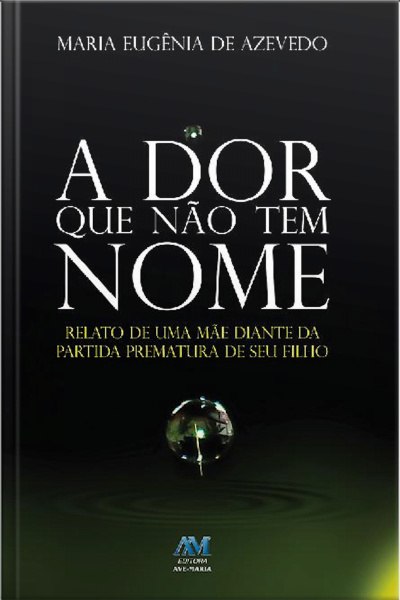 MARIA EUGÊNIA DE AZEVEDO
A DOR
QUE NÃO TEM
NOME
RELATO DE UMA MÃE DIANTE DA
PARTIDA PREMATURA DE SEU FILHO
AM
EDITORA
AVE-MARIA